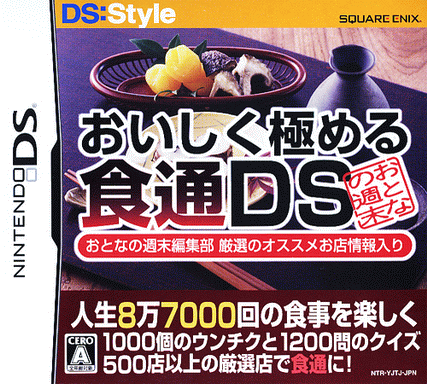 DS:Style
SQUARE ENIX
NINTENDO DS
おいしく極める
食通DS
おとなの週末
おとなの週末編集部 厳選のオススメお店情報入り
人生8万7000回の食事を楽しく
1000個のウンチクと1200問のクイズ
500店以上の厳選店で食通に!
CERO
A
全年齢対象
NTR-YJTJ-JPN